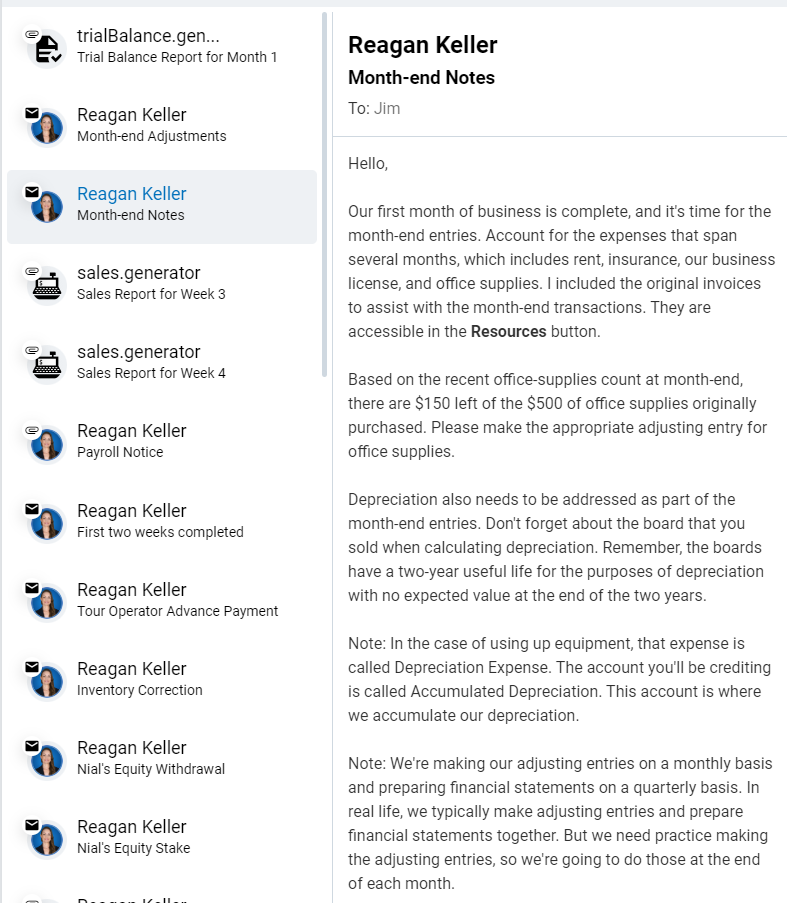 trialBalance.gen...
Trial Balance Report for Month 1
Reagan Keller
Month-end Adjustments
Reagan Keller
Month-end Notes
sales.generator
Sales Report for Week 3
sales.generator
Sales Report for Week 4
Reagan Keller
Payroll Notice
Reagan Keller
First two weeks completed
Reagan Keller
Tour Operator Advance Payment
Reagan Keller
Inventory Correction
Reagan Keller
Nial's Equity Withdrawal
Reagan Keller
Nial's Equity Stake
Reagan Keller
Month-end Notes
To: Jim
Hello,
Our first month of business is complete, and it's time for the
month-end entries. Account for the expenses that span
several months, which includes rent, insurance, our business
license, and office supplies. I included the original invoices
to assist with the month-end transactions. They are
accessible in the Resources button.
Based on the recent office-supplies count at month-end,
there are $150 left of the $500 of office supplies originally
purchased. Please make the appropriate adjusting entry for
office supplies.
Depreciation also needs to be addressed as part of the
month-end entries. Don't forget about the board that you
sold when calculating depreciation. Remember, the boards
have a two-year useful life for the purposes of depreciation
with no expected value at the end of the two years.
Note: In the case of using up equipment, that expense is
called Depreciation Expense. The account you'll be crediting
is called Accumulated Depreciation. This account is where
we accumulate our depreciation.
Note: We're making our adjusting entries on a monthly basis
and preparing financial statements on a quarterly basis. In
real life, we typically make adjusting entries and prepare
financial statements together. But we need practice making
the adjusting entries, so we're going to do those at the end
of each month.